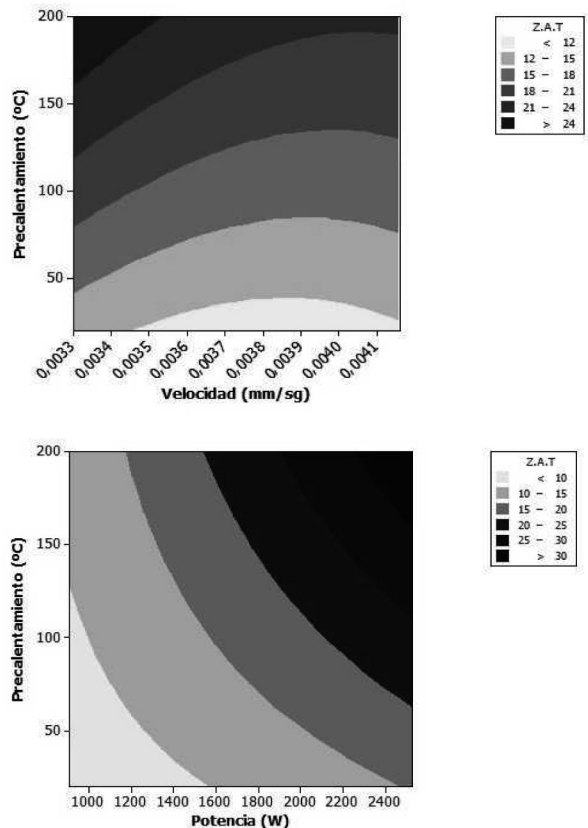 Z.A.T
< 12
12 – 15
15 – 18
18 – 21
21 – 24
> 24
200
150
100
50
Precalentamiento (ºC)
0,0033 0,0034 0,0035 0,0036 0,0037 0,0038 0,0039 0,0040 0,0041
Velocidad (mm/sg)
Z.A.T
< 10
10 – 15
15 – 20
20 – 25
25 – 30
> 30
200
150
100
50
Precalentamiento (ºC)
1000 1200 1400 1600 1800 2000 2200 2400
Potencia (W)